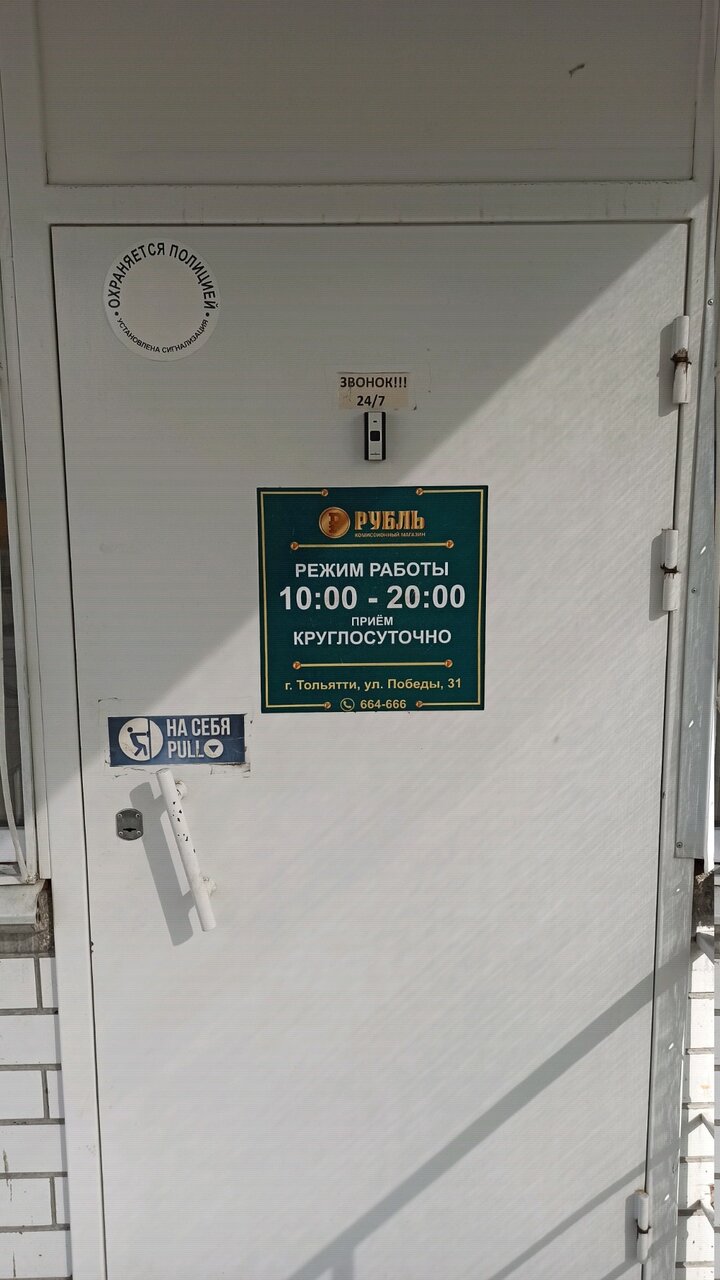 ОХРАНЯЕТСЯ ПОЛИЦИЕЙ
УСТАНОВЛЕНА СИГНАЛИЗАЦИЯ
ЗВОНОК!!!
24/7
РУБЛЬ
КОМИССИОННЫЙ МАГАЗИН
РЕЖИМ РАБОТЫ
10:00 - 20:00
ПРИЁМ
КРУГЛОСУТОЧНО
г. Тольятти, ул. Победы, 31
664-666
НА СЕБЯ
PULL